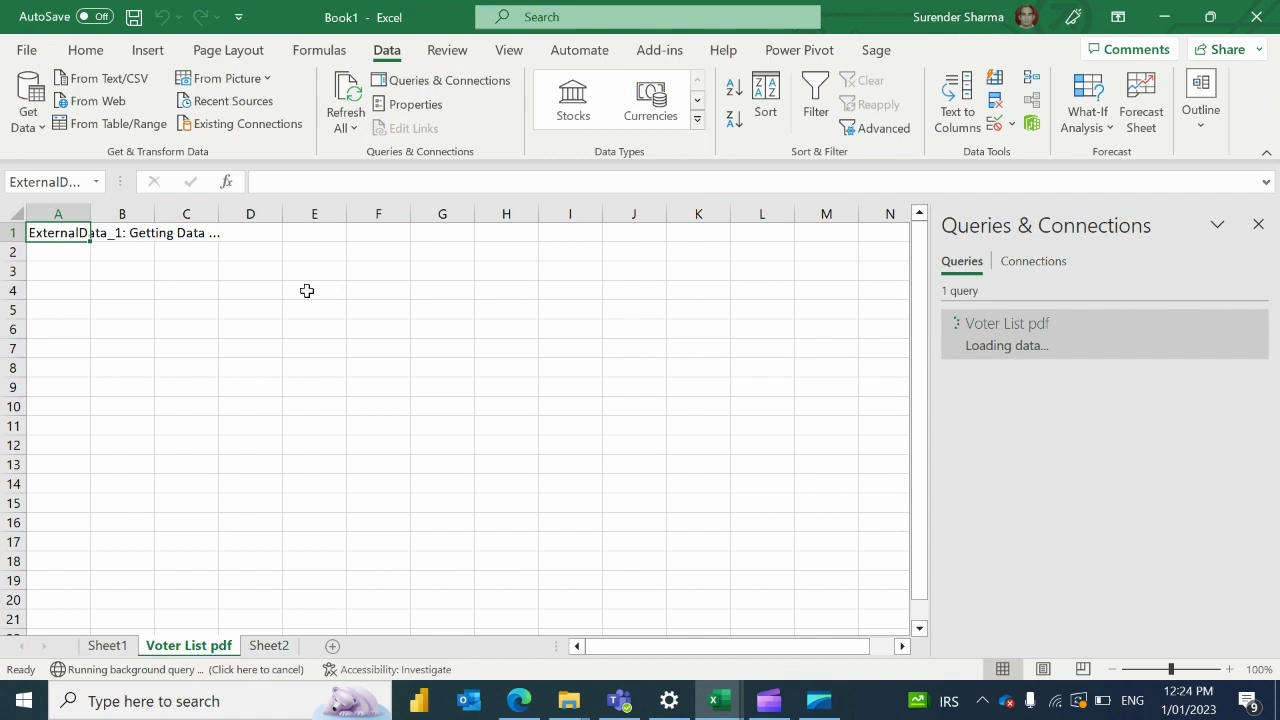 AutoSave Off Book1 - Excel Search Surender Sharma
File Home Insert Page Layout Formulas Data Review View Automate Add-ins Help Power Pivot Sage Comments Share
From Text/CSV From Picture Queries & Connections Clear
From Web Recent Sources Properties Reapply
From Table/Range Existing Connections Edit Links Advanced
Get Data Refresh All Stocks Currencies Sort Filter Text to Columns What-If Analysis Forecast Sheet Outline
Get & Transform Data Queries & Connections Data Types Sort & Filter Data Tools Forecast
ExternalD... fx
A B C D E F G H I J K L M N
1 ExternalData_1: Getting Data ...
2
3
4
5
6
7
8
9
10
11
12
13
14
15
16
17
18
19
20
21
Queries & Connections
Queries Connections
1 query
Voter List pdf
Loading data...
Sheet1 Voter List pdf Sheet2
Ready Running background query ... (Click here to cancel) Accessibility: Investigate 100%
Type here to search IRS ENG 12:24 PM
1/01/2023 9